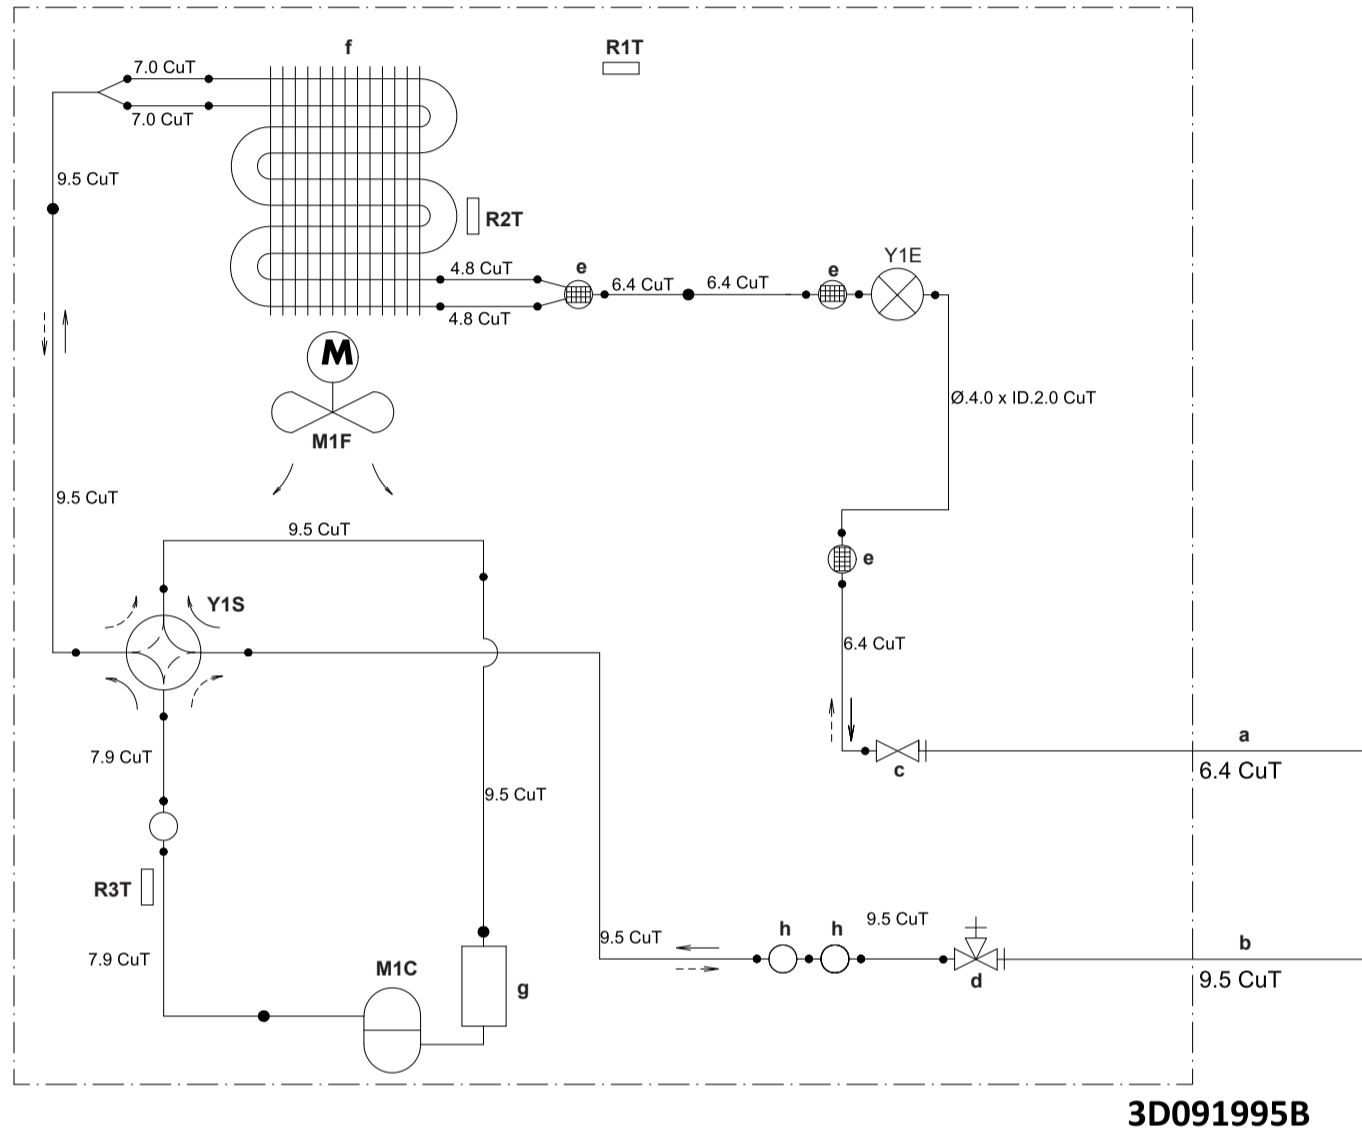 f
R1T
7.0 CuT
7.0 CuT
9.5 CuT
R2T
4.8 CuT
e
6.4 CuT
6.4 CuT
e
Y1E
4.8 CuT
M
Ø.4.0 x ID.2.0 CuT
M1F
9.5 CuT
9.5 CuT
e
Y1S
6.4 CuT
a
7.9 CuT
c
6.4 CuT
9.5 CuT
R3T
9.5 CuT
h
h
9.5 CuT
b
7.9 CuT
M1C
g
d
9.5 CuT
3D091995B